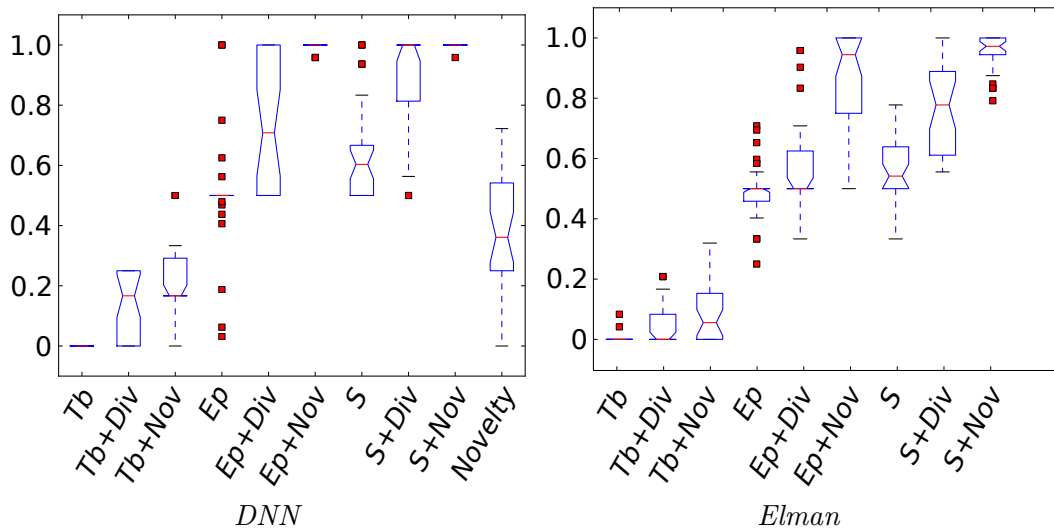 1.0
0.8
0.6
0.4
0.2
0
Tb
Tb+Div
Tb+Nov
Ep
Ep+Div
Ep+Nov
S
S+Div
S+Nov
Novelty
DNN
1.0
0.8
0.6
0.4
0.2
0
Tb
Tb+Div
Tb+Nov
Ep
Ep+Div
Ep+Nov
S
S+Div
S+Nov
Elman